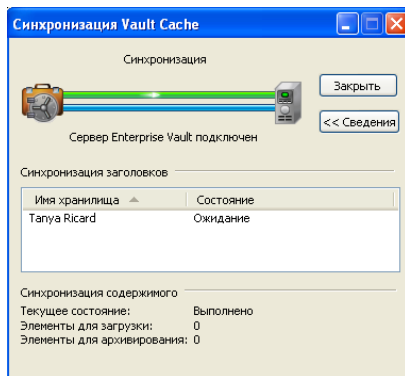 Синхронизация Vault Cache
Синхронизация
Закрыть
Сервер Enterprise Vault подключен
<< Сведения
Синхронизация заголовков
Имя хранилища Состояние
Tanya Ricard Ожидание
Синхронизация содержимого
Текущее состояние: Выполнено
Элементы для загрузки: 0
Элементы для архивирования: 0